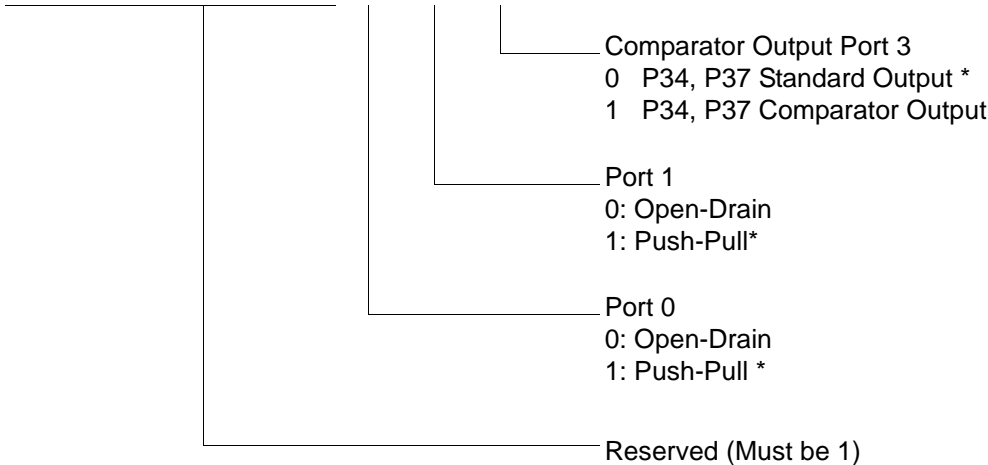 Comparator Output Port 3
0 P34, P37 Standard Output *
1 P34, P37 Comparator Output
Port 1
0: Open-Drain
1: Push-Pull*
Port 0
0: Open-Drain
1: Push-Pull *
Reserved (Must be 1)